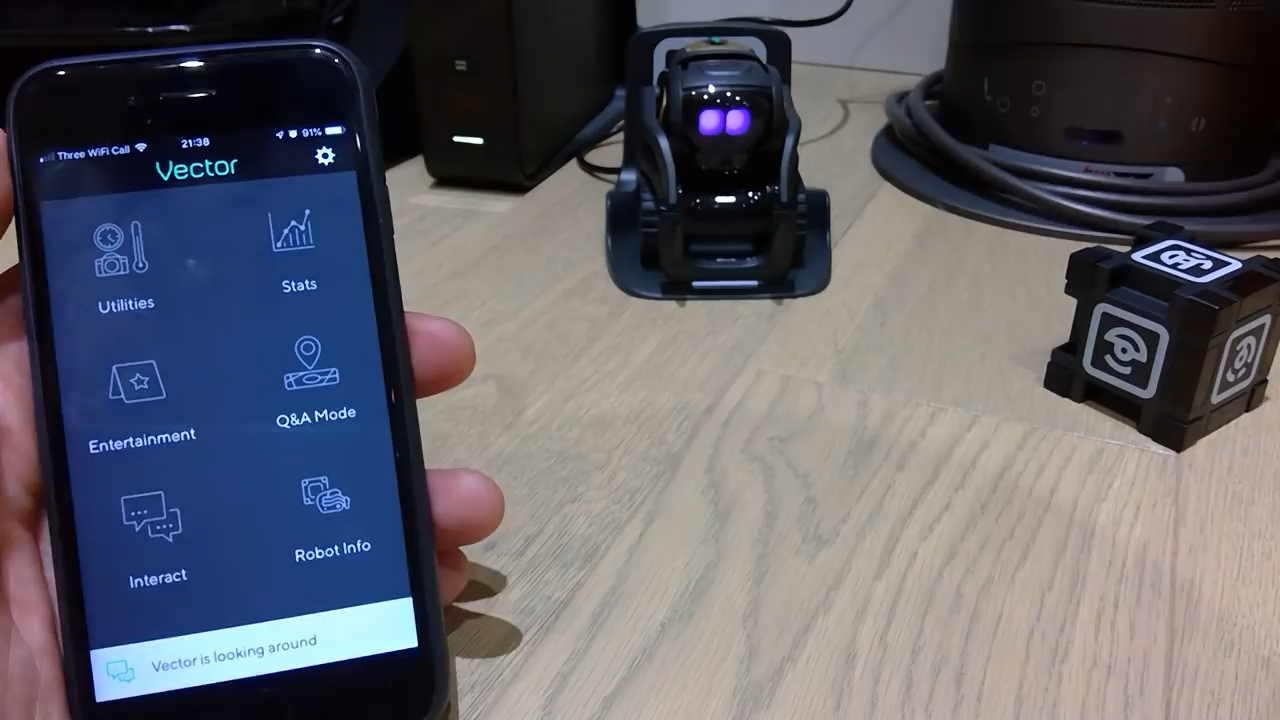 Three WiFi Call 21:38 91%
Vector
Utilities Stats
Entertainment Q&A Mode
Interact Robot Info
Vector is looking around